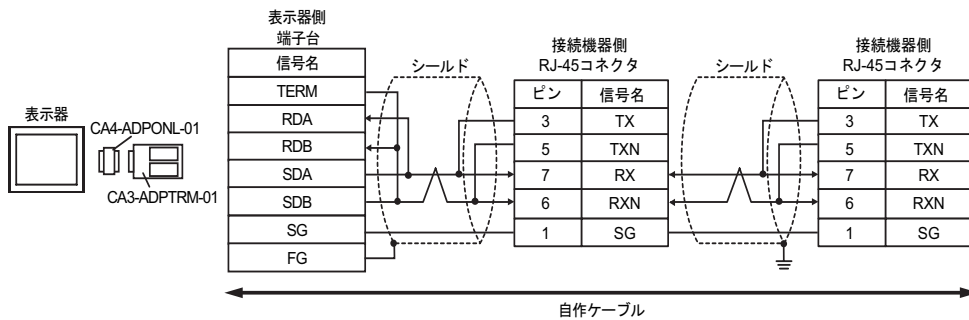 表示器
CA4-ADPONL-01
CA3-ADPTRM-01
表示器側
端子台
信号名
TERM
RDA
RDB
SDA
SDB
SG
FG
シールド
接続機器側
RJ-45コネクタ
ピン 信号名
3 TX
5 TXN
7 RX
6 RXN
1 SG
シールド
接続機器側
RJ-45コネクタ
ピン 信号名
3 TX
5 TXN
7 RX
6 RXN
1 SG
自作ケーブル